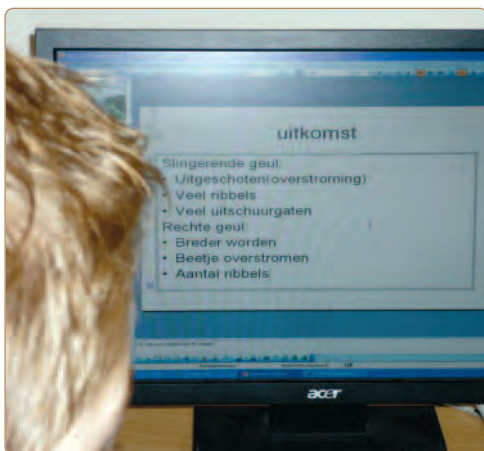 uitkomst
Slingerende geul:
• Uitgeschoten(overstroming)
• Veel ribbels
• Veel uitschuurgaten
Rechte geul
• Breder worden
• Beetje overstromen
• Aantal ribbels
acer